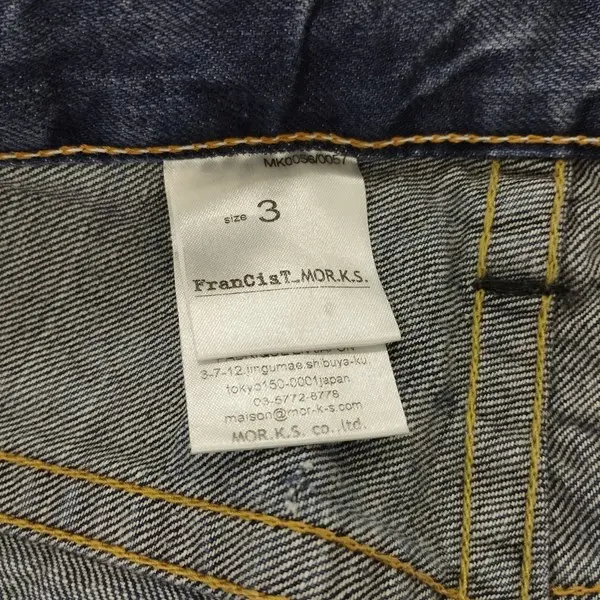 MK0056/0057
size 3
FranCisT_MOR.K.S.
3-7-12.jingumae.shibuya-ku.
tokyo150-0001japan
03-5772-8778
maison@mor-k-s.com
MOR.K.S. co.,ltd.